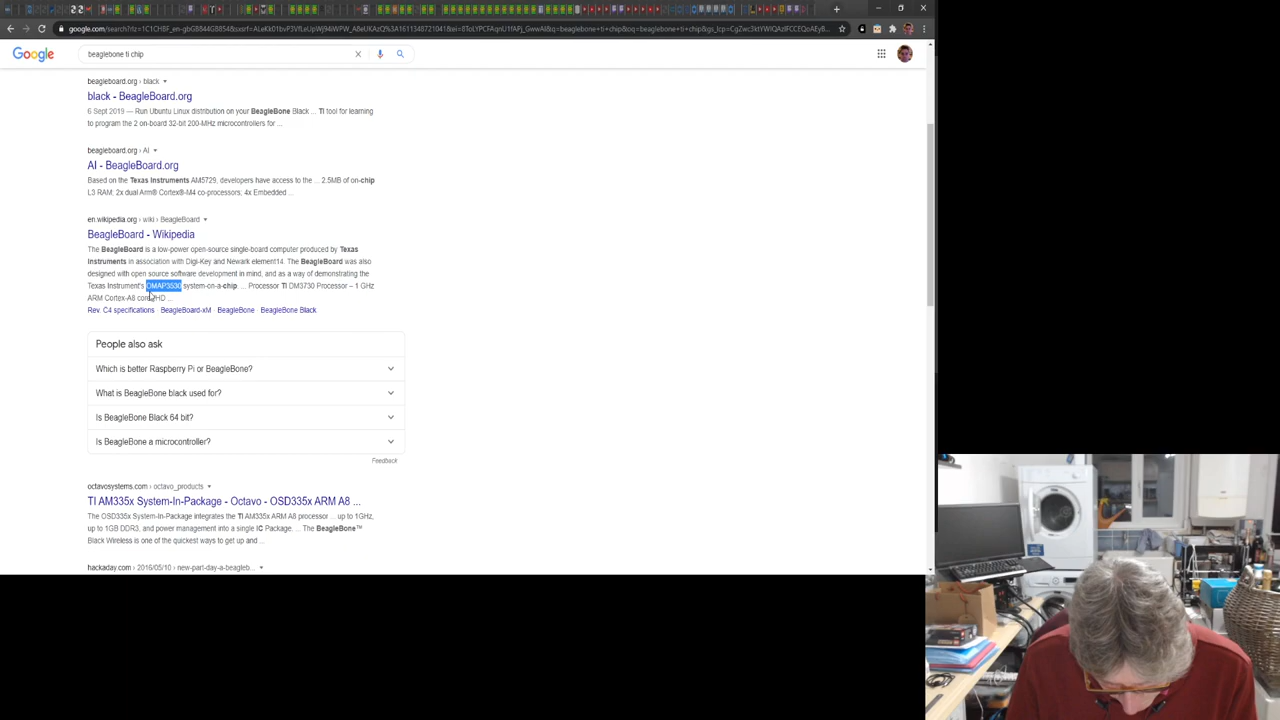 Google
beaglebone ti chip
beagleboard.org › black
black - BeagleBoard.org
6 Sept 2019 — Run Ubuntu Linux distribution on your BeagleBone Black ... TI tool for learning
to program the 2 on-board 32-bit 200-MHz microcontrollers for ...
beagleboard.org › AI
AI - BeagleBoard.org
Based on the Texas Instruments AM5729, developers have access to the ... 2.5MB of on-chip
L3 RAM; 2x dual Arm® Cortex®-M4 co-processors; 4x Embedded ...
en.wikipedia.org › wiki › BeagleBoard
BeagleBoard - Wikipedia
The BeagleBoard is a low-power open-source single-board computer produced by Texas
Instruments in association with Digi-Key and Newark element14. The BeagleBoard was also
designed with open source software development in mind, and as a way of demonstrating the
Texas Instrument's OMAP3530 system-on-a-chip. ... Processor TI DM3730 Processor – 1 GHz
ARM Cortex-A8 core 'HD ...
Rev. C4 specifications · BeagleBoard-xM · BeagleBone · BeagleBone Black
People also ask
Which is better Raspberry Pi or BeagleBone?
What is BeagleBone black used for?
Is BeagleBone Black 64 bit?
Is BeagleBone a microcontroller?
Feedback
octavosystems.com › octavo_products
TI AM335x System-In-Package - Octavo - OSD335x ARM A8 ...
The OSD335x System-In-Package integrates the TI AM335x ARM A8 processor ... up to 1GHz,
up to 1GB DDR3, and power management into a single IC Package. ... The BeagleBone™
Black Wireless is one of the quickest ways to get up and ...
hackaday.com › 2016/05/10 › new-part-day-a-beagleb...